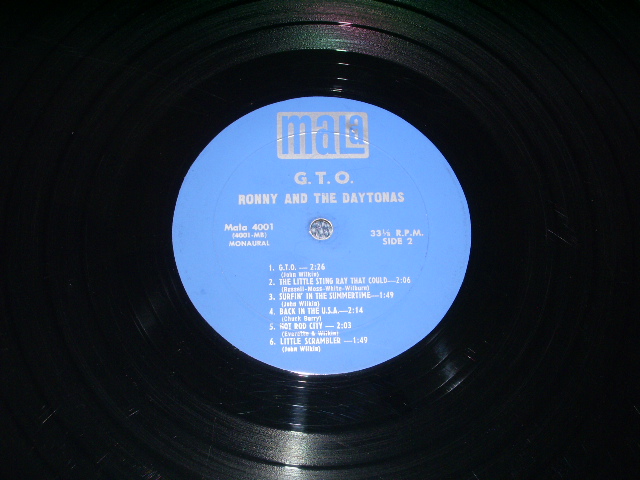 mala
G.T.O.
RONNY AND THE DAYTONAS
Mala 4001
(4001-MB)
MONAURAL
33⅓ R.P.M.
SIDE 2
1. G.T.O. — 2:26
(John Wilkin)
2. THE LITTLE STING RAY THAT COULD—2:06
3. SURFIN' IN THE SUMMERTIME—1:49
(John Wilkin)
4. BACK IN THE U.S.A.—2:14
(Chuck Berry)
5. HOT ROD CITY — 2:03
& Wilkin)
6. LITTLE SCRAMBLER —1:49
(John Wilkin)